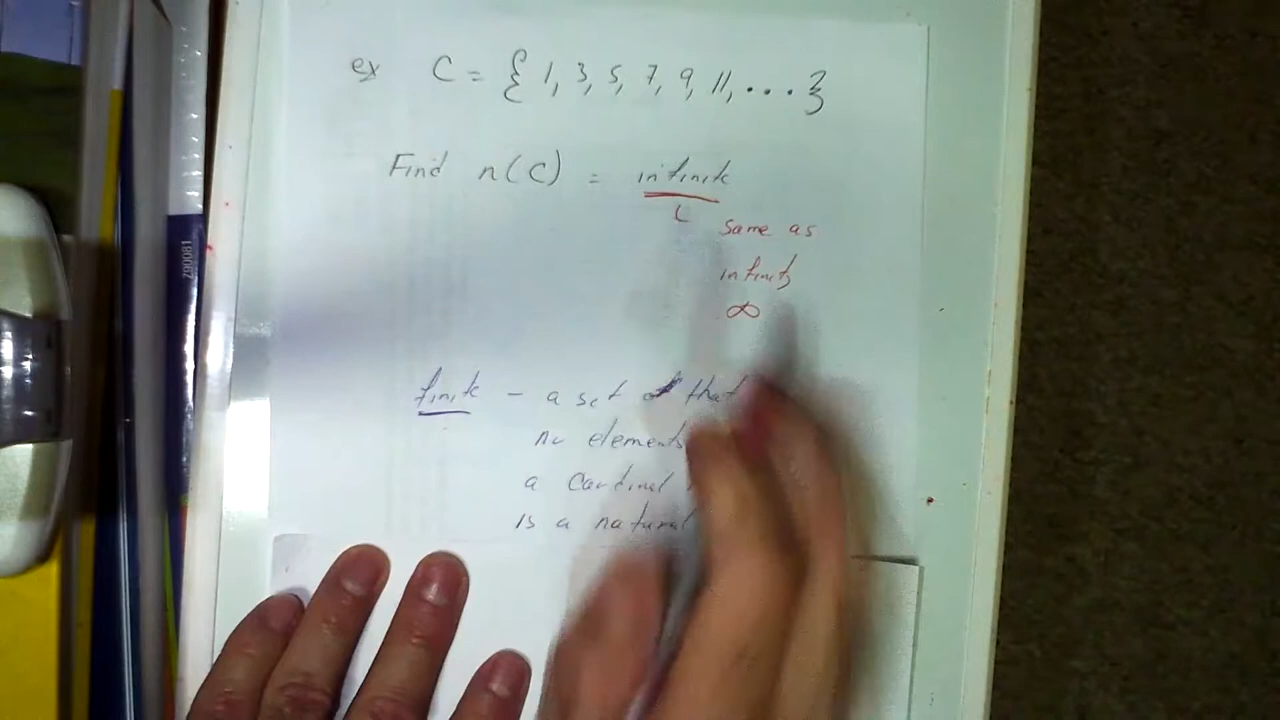 ex C = { 1, 3, 5, 7, 9, 11, ... }
Find n(C) = infinite
same as
infinity
∞
finite - a set that
no elements
a cardinal
is a natural
Z90081